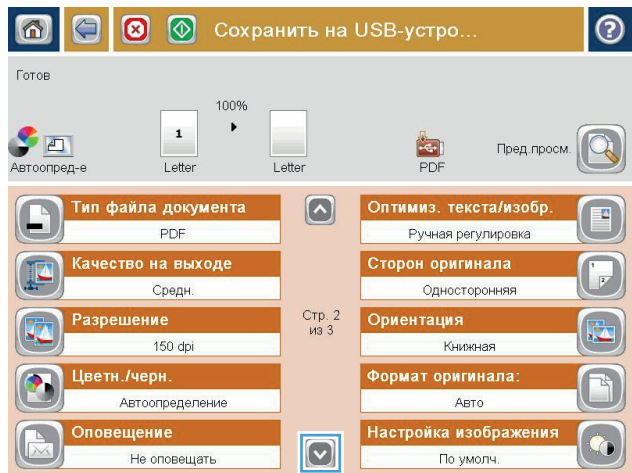 Сохранить на USB-устро...
?
Готов
100%
1
Автоопред-е
Letter
Letter
PDF
Пред.просм.
Тип файла документа
PDF
Оптимиз. текста/изобр.
Ручная регулировка
Качество на выходе
Средн.
Сторон оригинала
Односторонняя
1
2
Разрешение
150 dpi
Стр. 2
из 3
Ориентация
Книжная
Цветн./черн.
Автоопределение
Формат оригинала:
Авто
Оповещение
Не оповещать
Настройка изображения
По умолч.